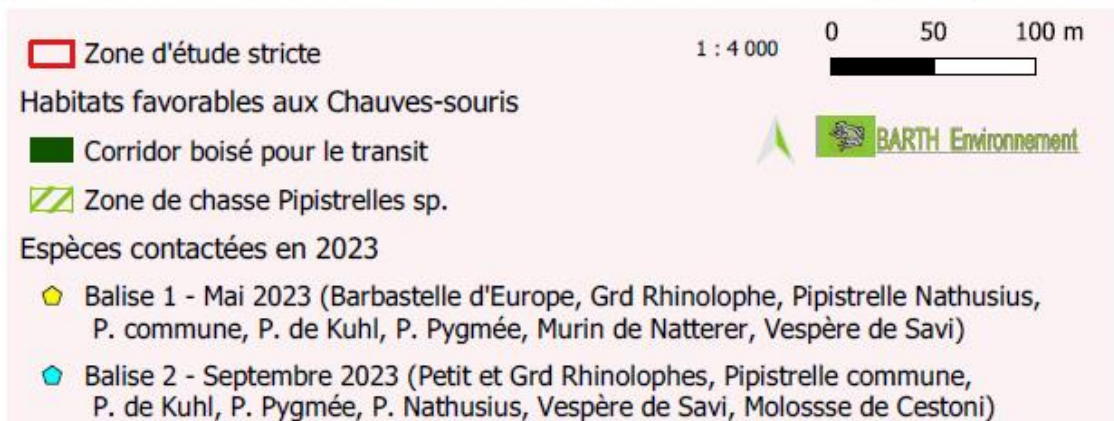 Zone d'étude stricte
1 : 4 000
0 50 100 m
Habitats favorables aux Chauves-souris
Corridor boisé pour le transit
BARTH Environnement
Zone de chasse Pipistrelles sp.
Espèces contactées en 2023
Balise 1 - Mai 2023 (Barbastelle d'Europe, Grd Rhinolophe, Pipistrelle Nathusius,
P. commune, P. de Kuhl, P. Pygmée, Murin de Natterer, Vespère de Savi)
Balise 2 - Septembre 2023 (Petit et Grd Rhinolophes, Pipistrelle commune,
P. de Kuhl, P. Pygmée, P. Nathusius, Vespère de Savi, Molossse de Cestoni)